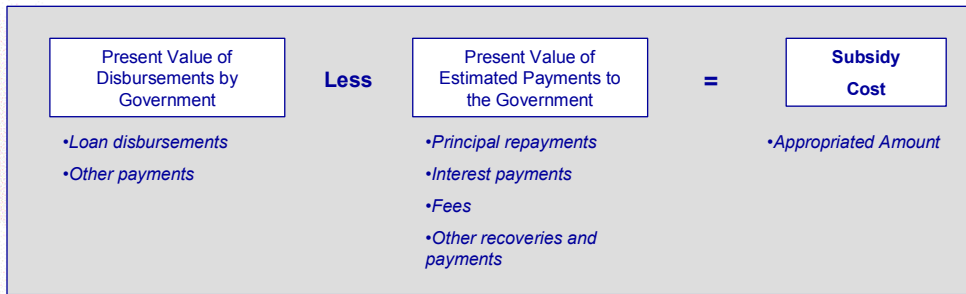 Present Value of
Disbursements by
Government
Less
Present Value of
Estimated Payments to
the Government
=
Subsidy
Cost
•Loan disbursements
•Other payments
•Principal repayments
•Interest payments
•Fees
•Other recoveries and
payments
•Appropriated Amount